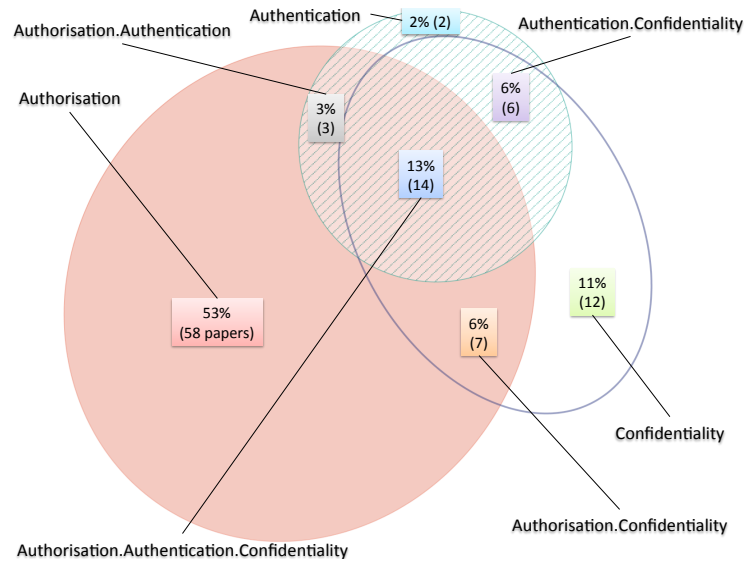 Authentication
2% (2)
Authentication.Confidentiality
Authorisation.Authentication
6%
(6)
Authorisation
3%
(3)
13%
(14)
11%
(12)
53%
(58 papers)
6%
(7)
Confidentiality
Authorisation.Confidentiality
Authorisation.Authentication.Confidentiality